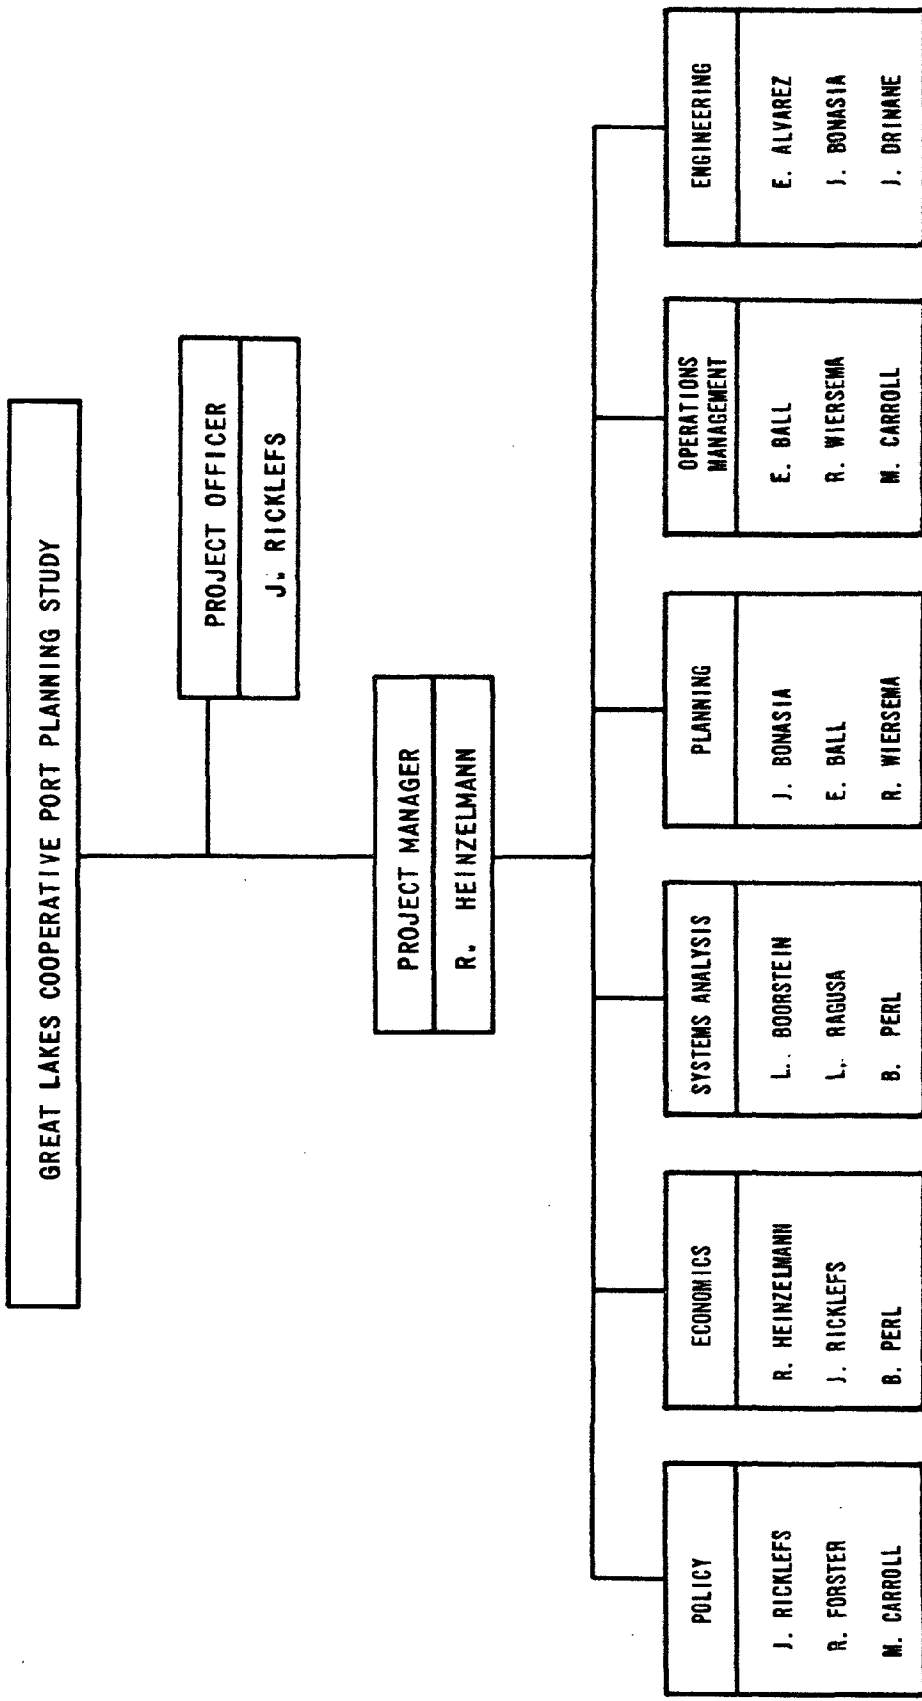 GREAT LAKES COOPERATIVE PORT PLANNING STUDY
PROJECT OFFICER
J. RICKLEFS
PROJECT MANAGER
R. HEINZELMANN
POLICY
J. RICKLEFS
R. FORSTER
M. CARROLL
ECONOMICS
R. HEINZELMANN
J. RICKLEFS
B. PERL
SYSTEMS ANALYSIS
L. BOORSTEIN
L. RAGUSA
B. PERL
PLANNING
J. BONASIA
E. BALL
R. WIERSEMA
OPERATIONS
MANAGEMENT
E. BALL
R. WIERSEMA
M. CARROLL
ENGINEERING
E. ALVAREZ
J. BONASIA
J. DRINANE